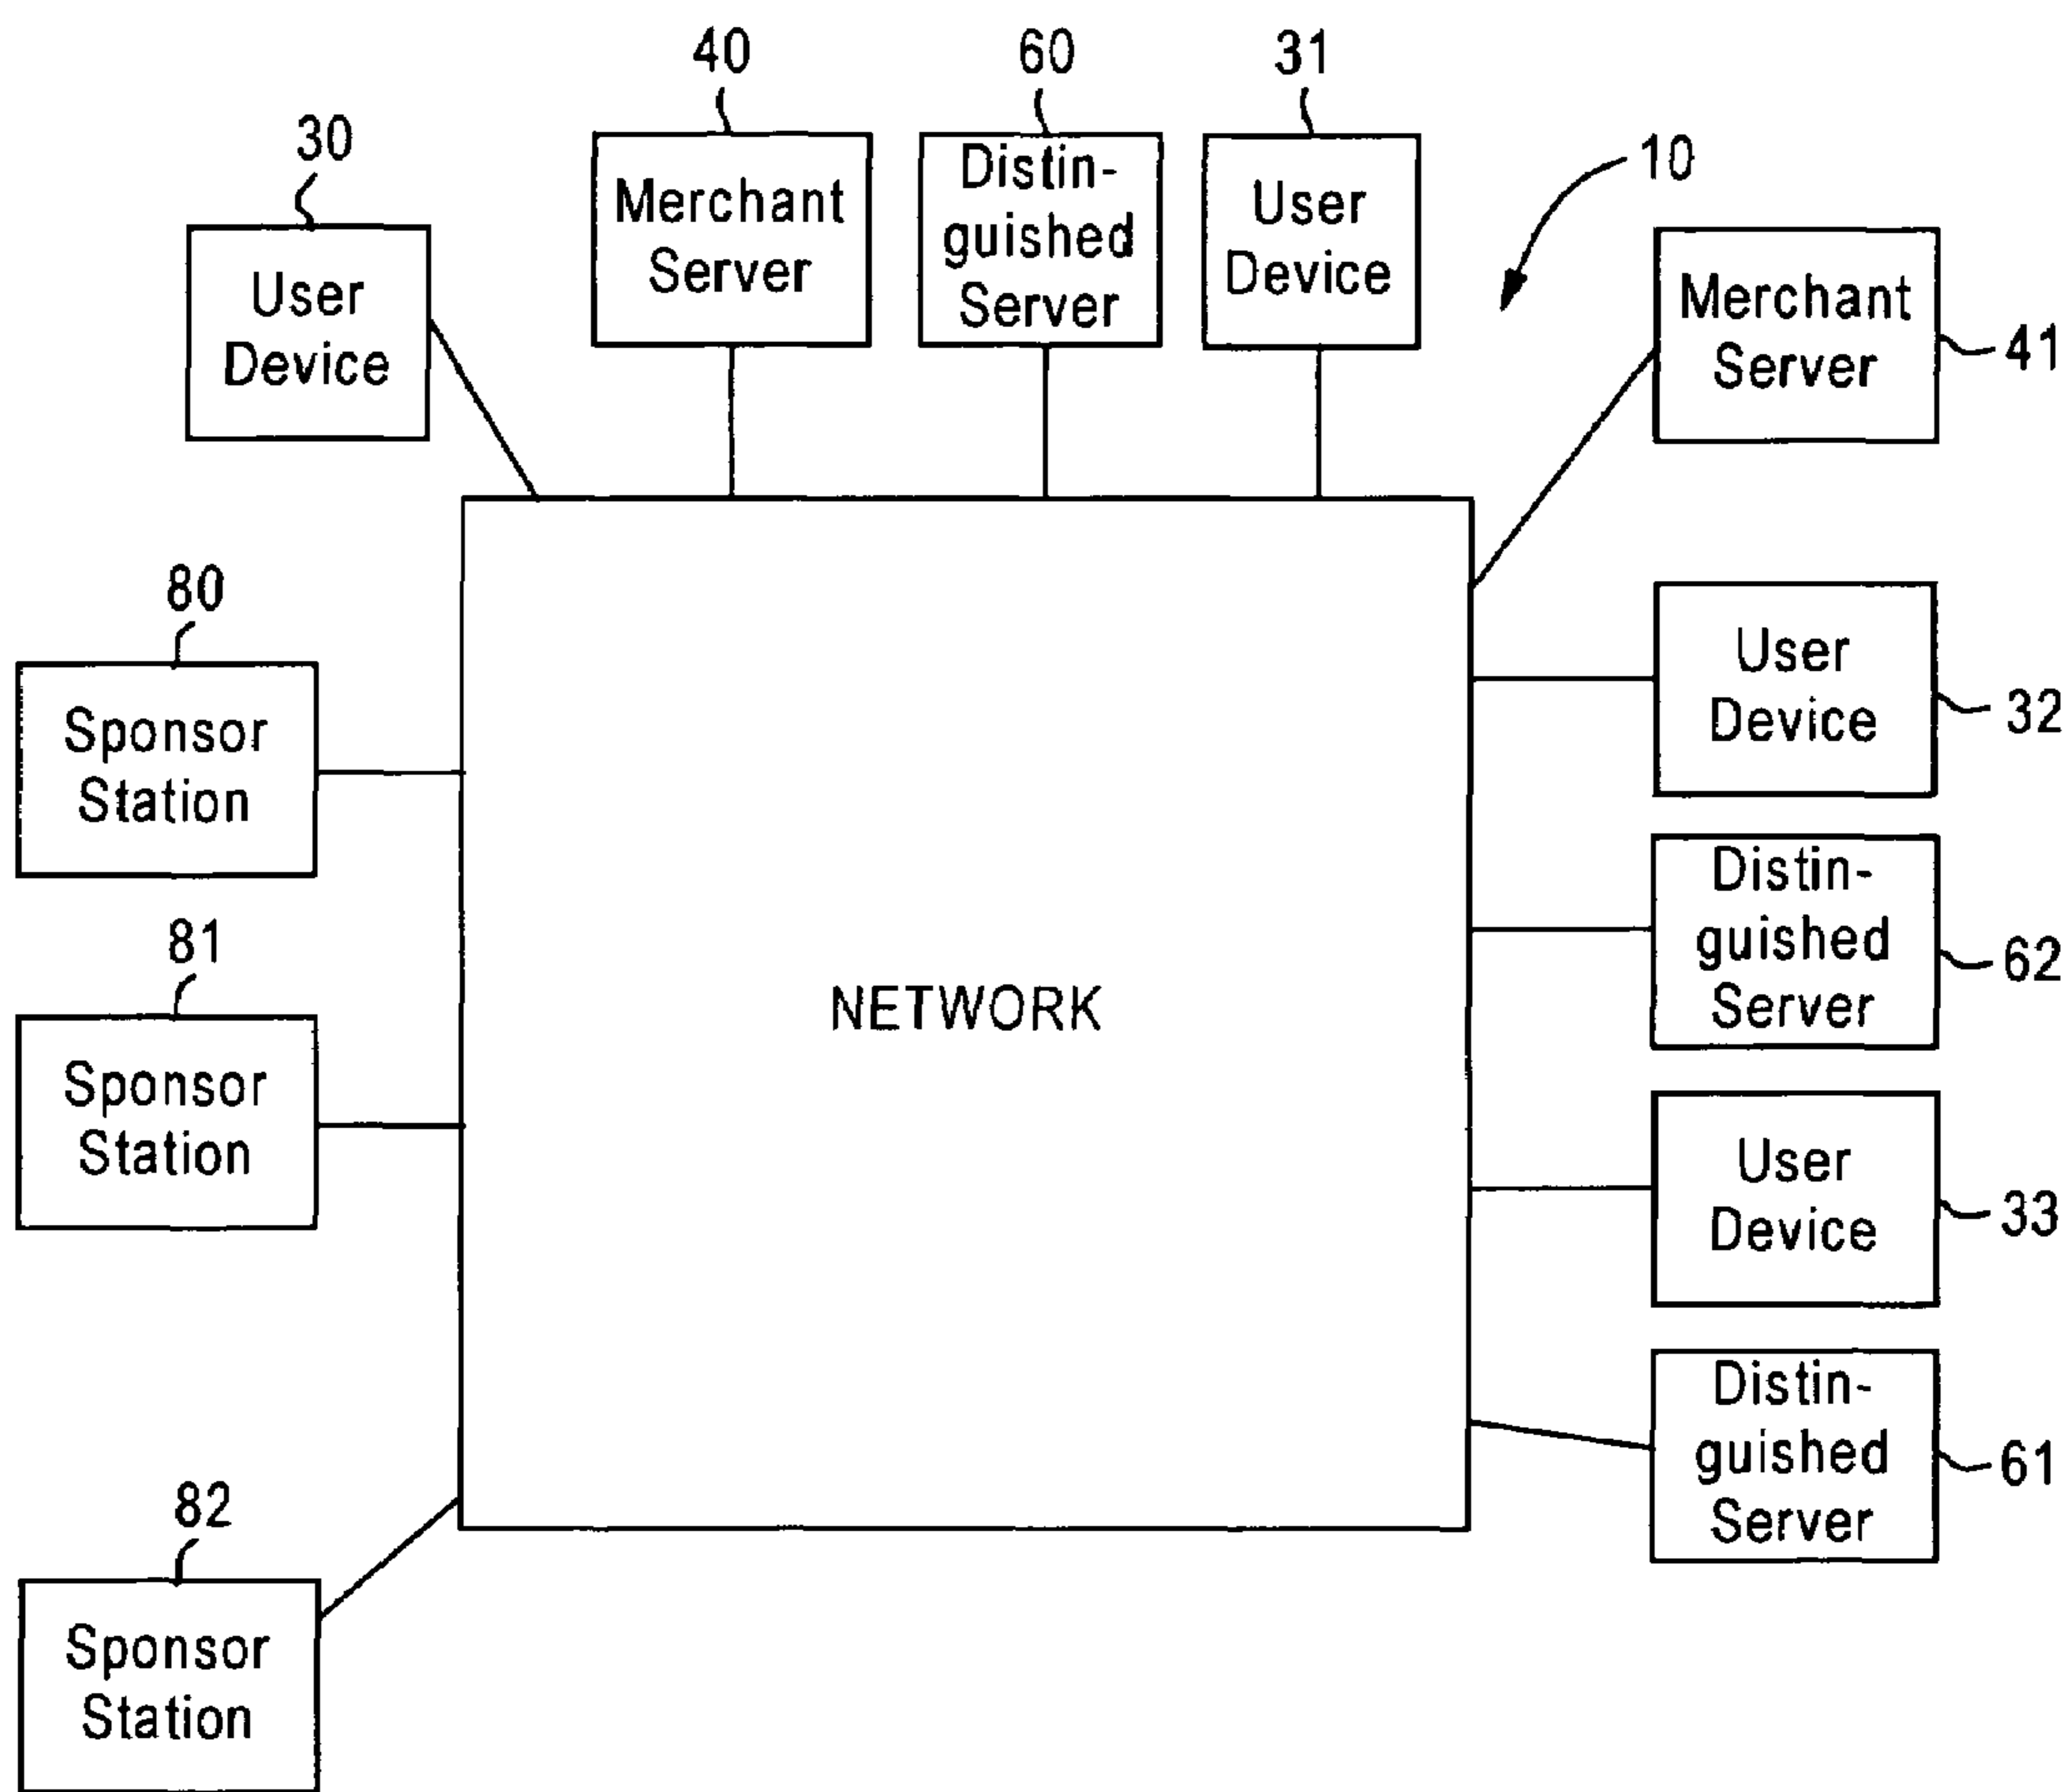 40
60
31
30
10
Merchant
Server
Distin-
guished
Server
User
Device
User
Device
Merchant
Server
41
80
Sponsor
Station
User
Device
32
81
Sponsor
Station
Distin-
guished
Server
62
NETWORK
User
Device
33
82
Sponsor
Station
Distin-
guished
Server
61